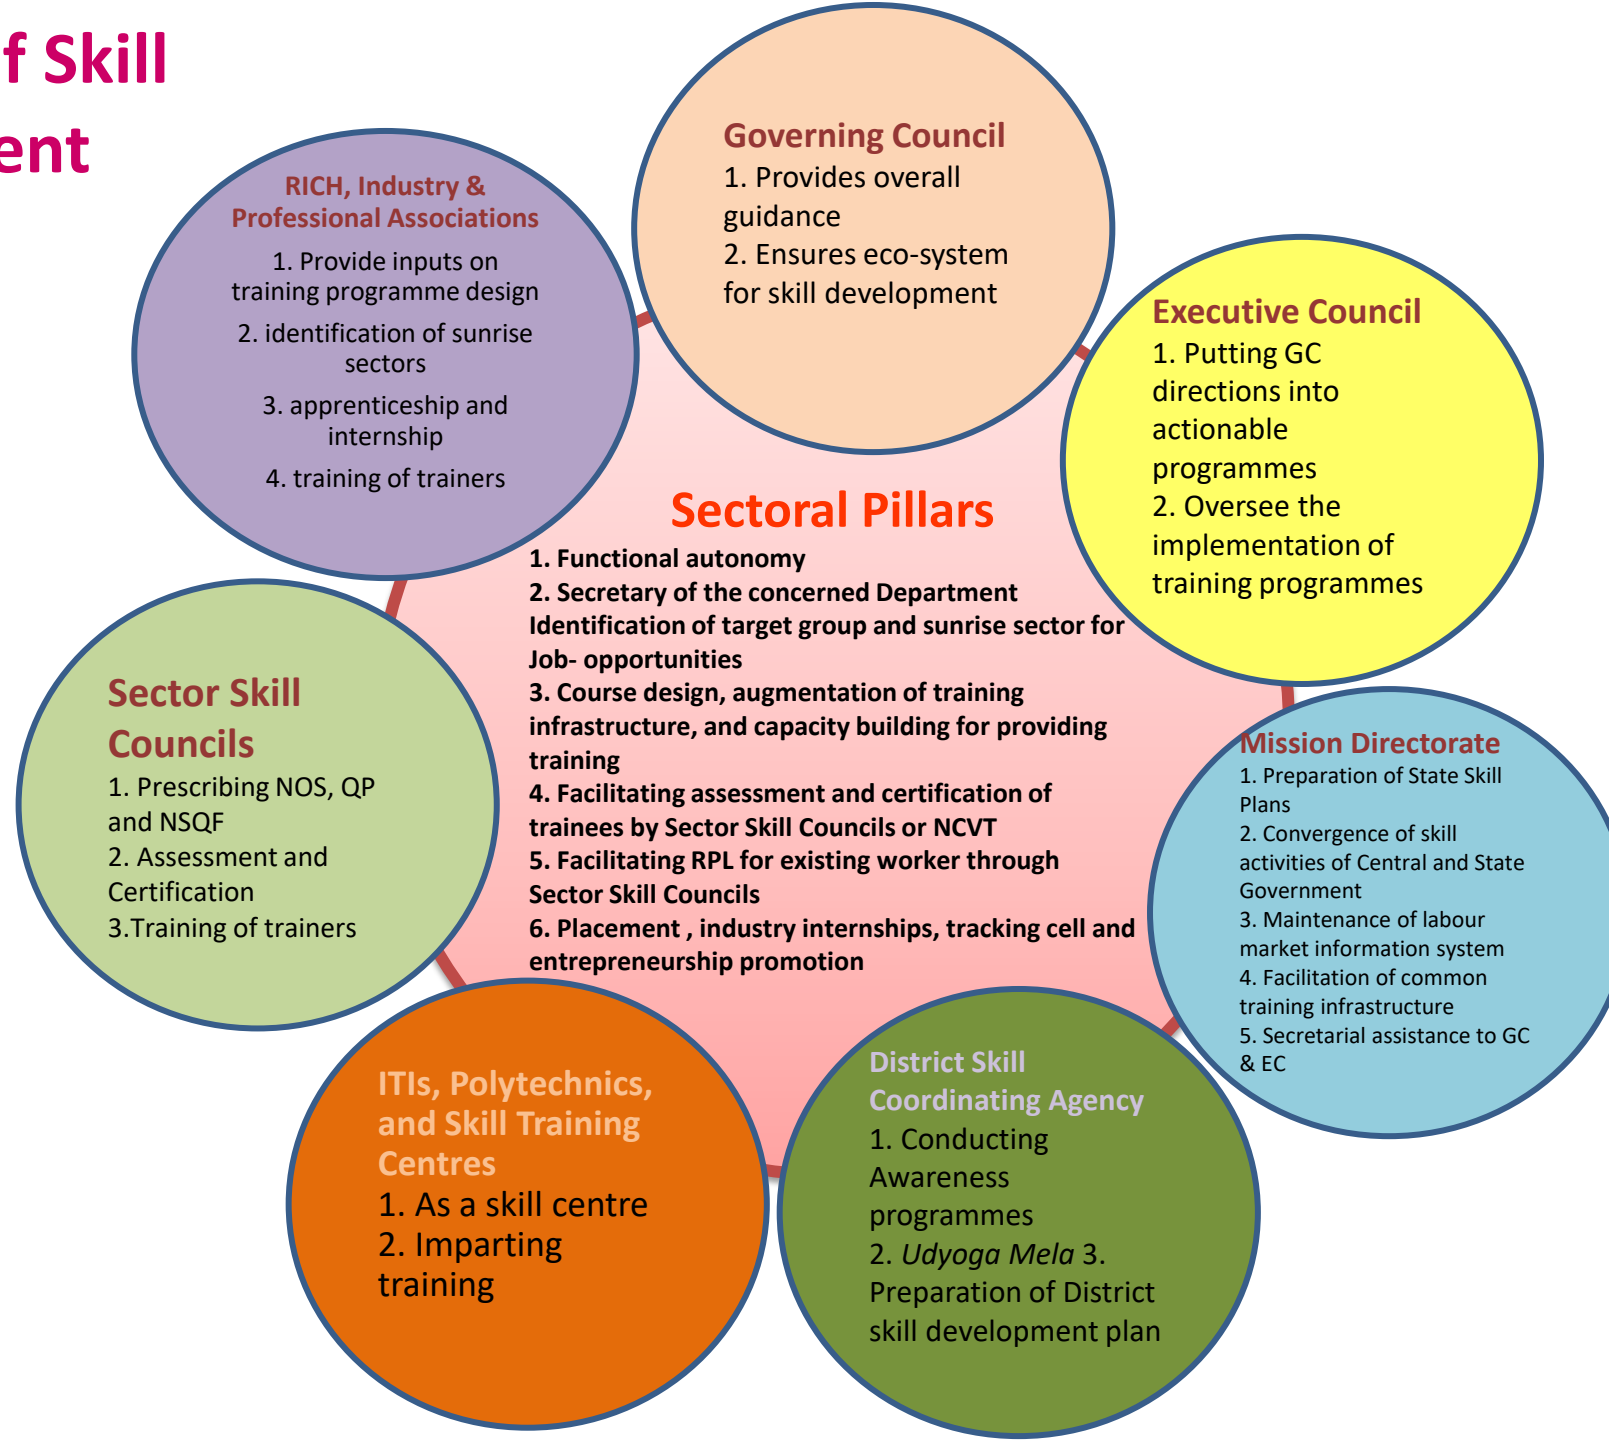 f Skill
ent
Governing Council
1. Provides overall
guidance
2. Ensures eco-system
for skill development
RICH, Industry &
Professional Associations
1. Provide inputs on
training programme design
2. identification of sunrise
sectors
3. apprenticeship and
internship
4. training of trainers
Executive Council
1. Putting GC
directions into
actionable
programmes
2. Oversee the
implementation of
training programmes
Sectoral Pillars
1. Functional autonomy
2. Secretary of the concerned Department
Identification of target group and sunrise sector for
Job- opportunities
3. Course design, augmentation of training
infrastructure, and capacity building for providing
training
4. Facilitating assessment and certification of
trainees by Sector Skill Councils or NCVT
5. Facilitating RPL for existing worker through
Sector Skill Councils
6. Placement , industry internships, tracking cell and
entrepreneurship promotion
Sector Skill
Councils
1. Prescribing NOS, QP
and NSQF
2. Assessment and
Certification
3.Training of trainers
Mission Directorate
1. Preparation of State Skill
Plans
2. Convergence of skill
activities of Central and State
Government
3. Maintenance of labour
market information system
4. Facilitation of common
training infrastructure
5. Secretarial assistance to GC
& EC
ITIs, Polytechnics,
and Skill Training
Centres
1. As a skill centre
2. Imparting
training
District Skill
Coordinating Agency
1. Conducting
Awareness
programmes
2. Udyoga Mela 3.
Preparation of District
skill development plan